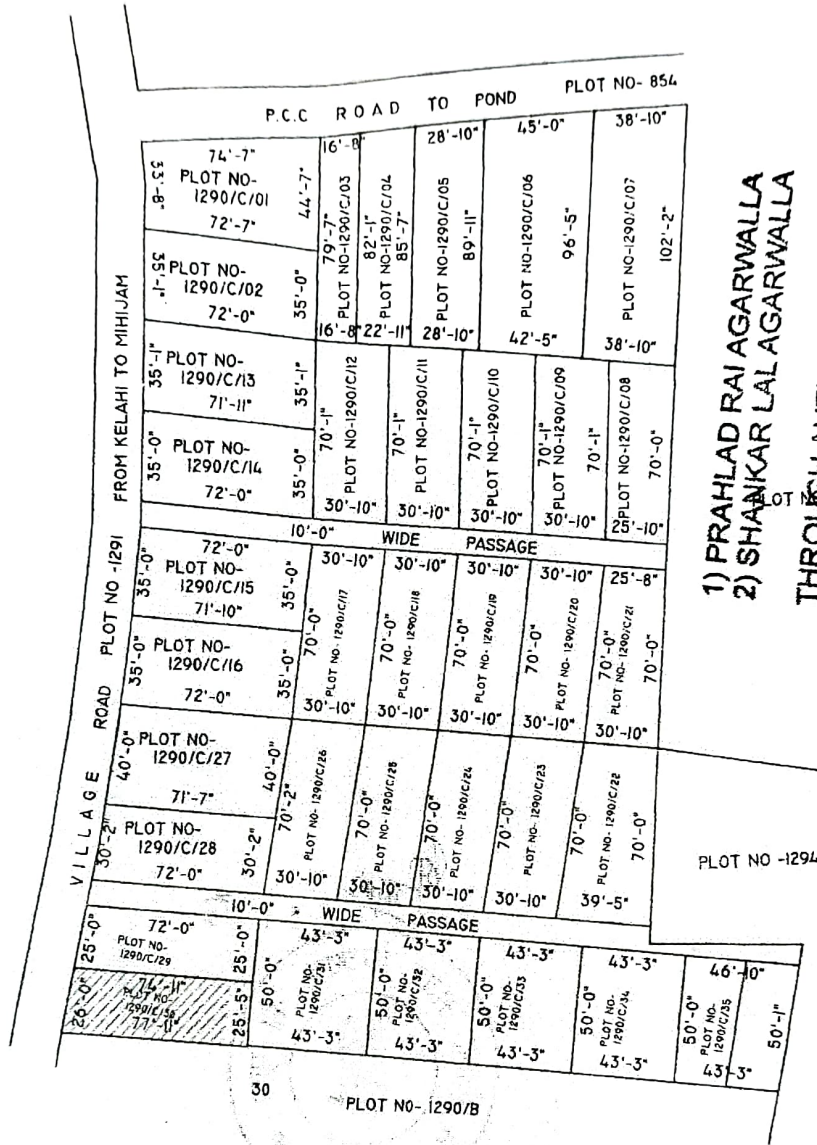 PLOT NO- 854
P.C.C ROAD TO POND
74'-7"
33'-8"
PLOT NO-
1290/C/01
44'-7"
72'-7"
35'-1"
PLOT NO-
1290/C/02
35'-0"
72'-0"
16'-8"
79'-7"
PLOT NO-1290/C/03
16'-8"
82'-1"
PLOT NO-1290/C/04
85'-7"
22'-11"
28'-10"
PLOT NO-1290/C/05
89'-11"
28'-10"
45'-0"
PLOT NO-1290/C/06
96'-5"
42'-5"
38'-10"
PLOT NO-1290/C/07
102'-2"
38'-10"
35'-1"
PLOT NO-
1290/C/13
35'-1"
71'-11"
35'-0"
PLOT NO-
1290/C/14
35'-0"
72'-0"
70'-1"
PLOT NO-1290/C/12
30'-10"
70'-1"
PLOT NO-1290/C/11
30'-10"
70'-1"
PLOT NO-1290/C/10
30'-10"
70'-1"
PLOT NO-1290/C/09
70'-1"
30'-10"
PLOT NO-1290/C/08
70'-0"
25'-10"
10'-0" WIDE PASSAGE
72'-0"
35'-0"
PLOT NO-
1290/C/15
35'-0"
71'-10"
35'-0"
PLOT NO-
1290/C/16
35'-0"
72'-0"
30'-10"
70'-0"
PLOT NO- 1290/C/17
30'-10"
30'-10"
70'-0"
PLOT NO- 1290/C/18
30'-10"
30'-10"
70'-0"
PLOT NO- 1290/C/19
30'-10"
30'-10"
70'-0"
PLOT NO- 1290/C/20
30'-10"
25'-8"
70'-0"
PLOT NO- 1290/C/21
70'-0"
30'-10"
40'-0"
PLOT NO-
1290/C/27
40'-0"
71'-7"
30'-2"
PLOT NO-
1290/C/28
30'-2"
72'-0"
70'-2"
PLOT NO- 1290/C/26
30'-10"
70'-0"
PLOT NO- 1290/C/25
30'-10"
70'-0"
PLOT NO- 1290/C/24
30'-10"
70'-0"
PLOT NO- 1290/C/23
30'-10"
70'-0"
PLOT NO- 1290/C/22
70'-0"
39'-5"
PLOT NO -1294
10'-0" WIDE PASSAGE
72'-0"
25'-0"
PLOT NO-
1290/C/29
25'-0"
74'-11"
26'-0"
PLOT NO-
1290/C/30
25'-5"
77'-11"
43'-3"
50'-0"
PLOT NO-
1290/C/31
43'-3"
43'-3"
50'-0"
PLOT NO-
1290/C/32
43'-3"
43'-3"
50'-0"
PLOT NO-
1290/C/33
43'-3"
43'-3"
50'-0"
PLOT NO-
1290/C/34
43'-3"
46'-10"
50'-0"
PLOT NO-
1290/C/35
50'-1"
43'-3"
30
PLOT NO- 1290/B
VILLAGE ROAD PLOT NO -1291 FROM KELAHI TO MIHIJAM
1) PRAHLAD RAI AGARWALLA
2) SHANKAR LAL AGARWALLA
THROUGH
PLOT N